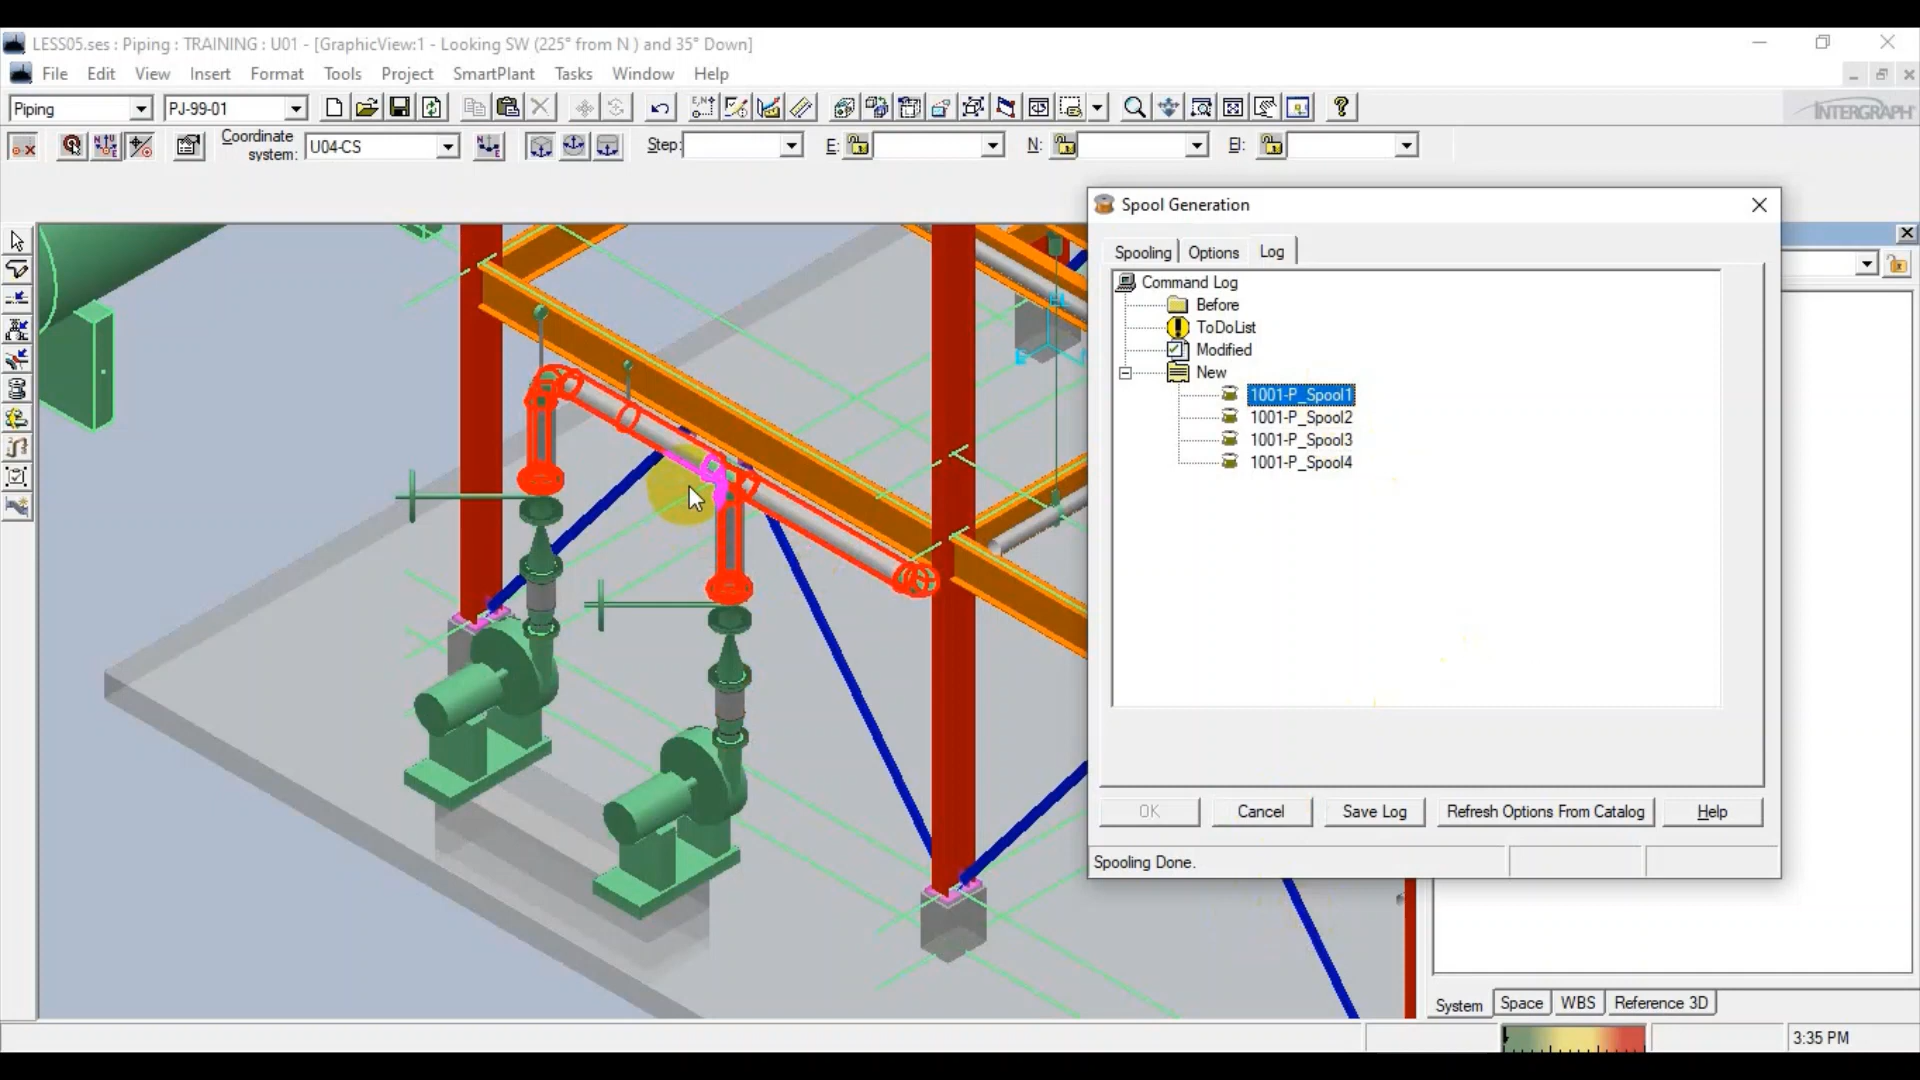 LESS05.ses : Piping : TRAINING : U01 - [GraphicView:1 - Looking SW (225° from N ) and 35° Down]
File Edit View Insert Format Tools Project SmartPlant Tasks Window Help
Piping PJ-99-01 INTERGRAPH
Coordinate system: U04-CS Step: E: N: El:
Spool Generation
Spooling Options Log
Command Log
Before
ToDoList
Modified
New
1001-P_Spool1
1001-P_Spool2
1001-P_Spool3
1001-P_Spool4
OK Cancel Save Log Refresh Options From Catalog Help
Spooling Done.
System Space WBS Reference 3D
3:35 PM